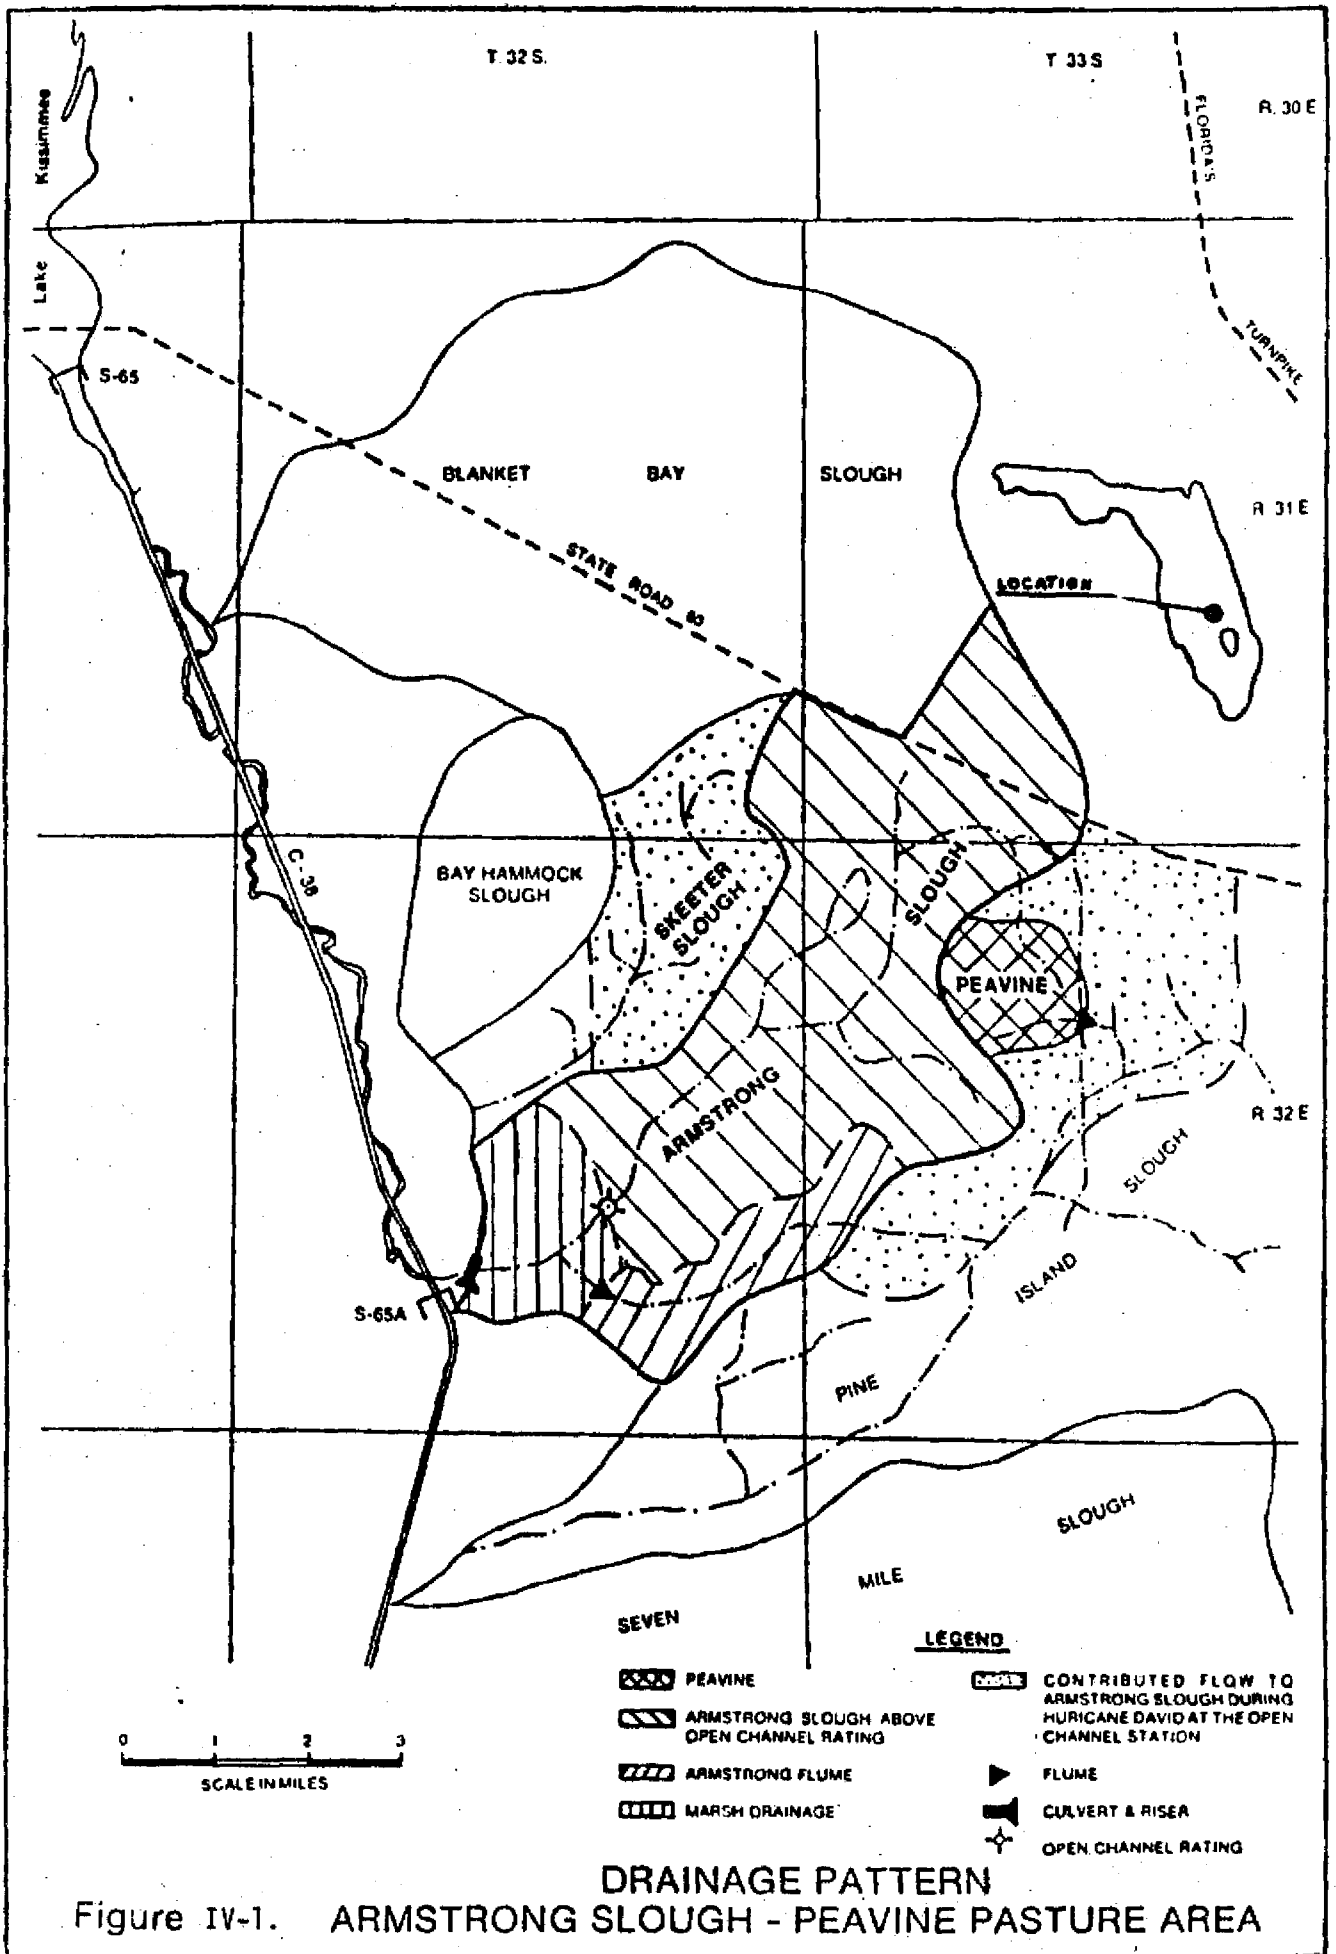 T. 32 S.
T 33 S
R. 30 E
Lake Kissimmee
FLORIDA'S
TURNPIKE
S-65
BLANKET BAY SLOUGH
R 31 E
STATE ROAD 60
LOCATION
C-38
BAY HAMMOCK
SLOUGH
SKEETER
SLOUGH
ARMSTRONG SLOUGH
PEAVINE
R 32 E
S-65A
PINE ISLAND SLOUGH
SEVEN MILE SLOUGH
LEGEND
PEAVINE
ARMSTRONG SLOUGH ABOVE
OPEN CHANNEL RATING
ARMSTRONG FLUME
MARSH DRAINAGE
CONTRIBUTED FLOW TO
ARMSTRONG SLOUGH DURING
HURICANE DAVID AT THE OPEN
CHANNEL STATION
FLUME
CULVERT & RISER
OPEN CHANNEL RATING
0 1 2 3
SCALE IN MILES
DRAINAGE PATTERN
Figure IV-1. ARMSTRONG SLOUGH - PEAVINE PASTURE AREA